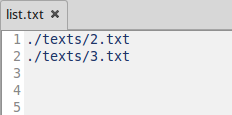 list.txt ×
1 ./texts/2.txt
2 ./texts/3.txt
3
4
5